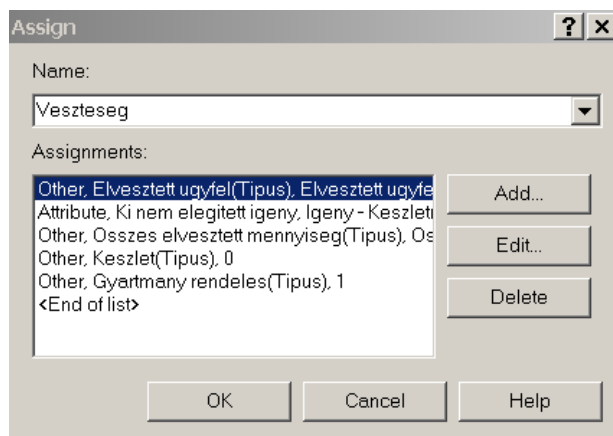 Assign
Name:
Veszteseg
Assignments:
Other, Elvesztett ugyfel(Tipus), Elvesztett ugyfe
Attribute, Ki nem elegitett igeny, Igeny - Keszlet
Other, Osszes elvesztett mennyiseg(Tipus), Os
Other, Keszlet(Tipus), 0
Other, Gyartmany rendeles(Tipus), 1
<End of list>
Add...
Edit...
Delete
OK Cancel Help